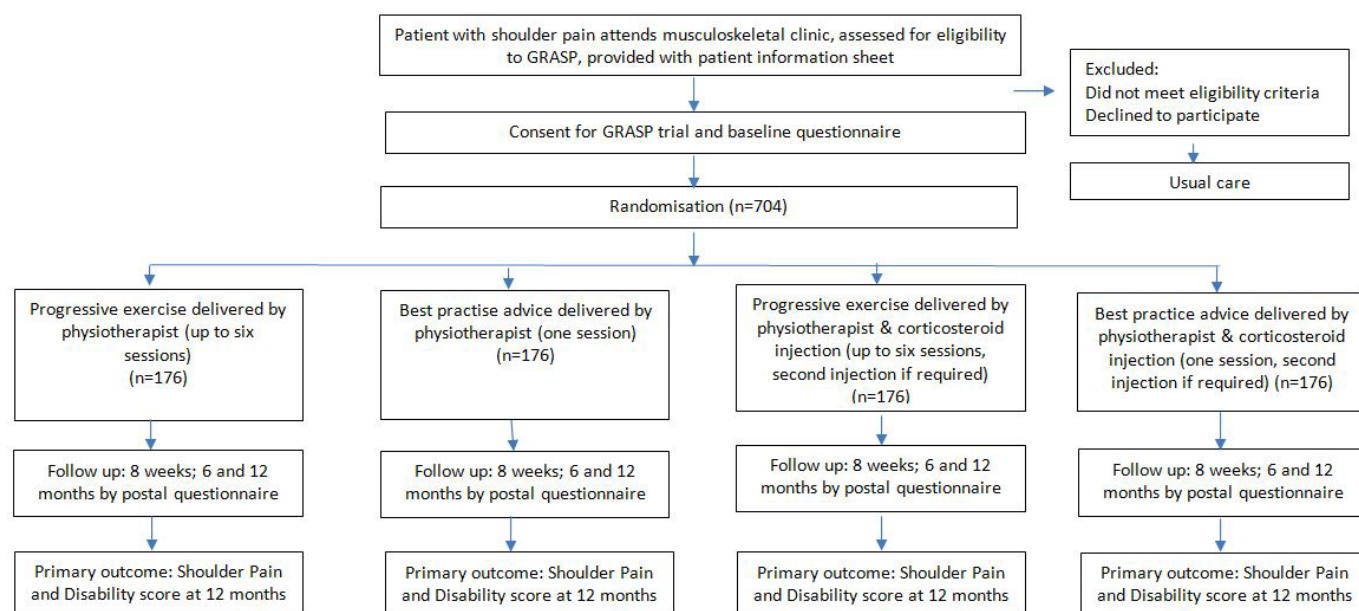 Patient with shoulder pain attends musculoskeletal clinic, assessed for eligibility
to GRASP, provided with patient information sheet
Excluded:
Did not meet eligibility criteria
Declined to participate
Consent for GRASP trial and baseline questionnaire
Usual care
Randomisation (n=704)
Progressive exercise delivered by
physiotherapist (up to six
sessions)
(n=176)
Best practise advice delivered by
physiotherapist (one session)
(n=176)
Progressive exercise delivered by
physiotherapist & corticosteroid
injection (up to six sessions,
second injection if required)
(n=176)
Best practice advice delivered by
physiotherapist & corticosteroid
injection (one session, second
injection if required) (n=176)
Follow up: 8 weeks; 6 and 12
months by postal questionnaire
Follow up: 8 weeks; 6 and 12
months by postal questionnaire
Follow up: 8 weeks; 6 and 12
months by postal questionnaire
Follow up: 8 weeks; 6 and 12
months by postal questionnaire
Primary outcome: Shoulder Pain
and Disability score at 12 months
Primary outcome: Shoulder Pain
and Disability score at 12 months
Primary outcome: Shoulder Pain
and Disability score at 12 months
Primary outcome: Shoulder Pain
and Disability score at 12 months